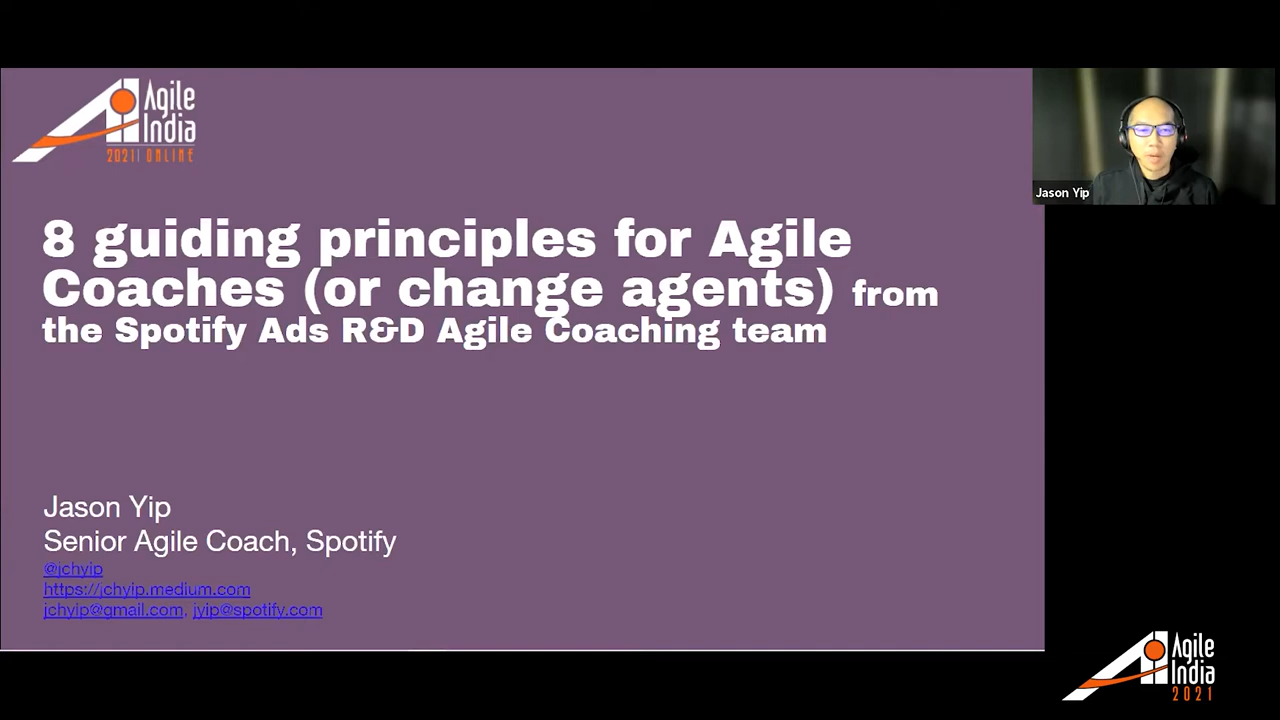 Agile
India
2021 ONLINE
Jason Yip
8 guiding principles for Agile
Coaches (or change agents) from
the Spotify Ads R&D Agile Coaching team
Jason Yip
Senior Agile Coach, Spotify
@jchyip
https://jchyip.medium.com
jchyip@gmail.com, jyip@spotify.com
Agile
India
2021